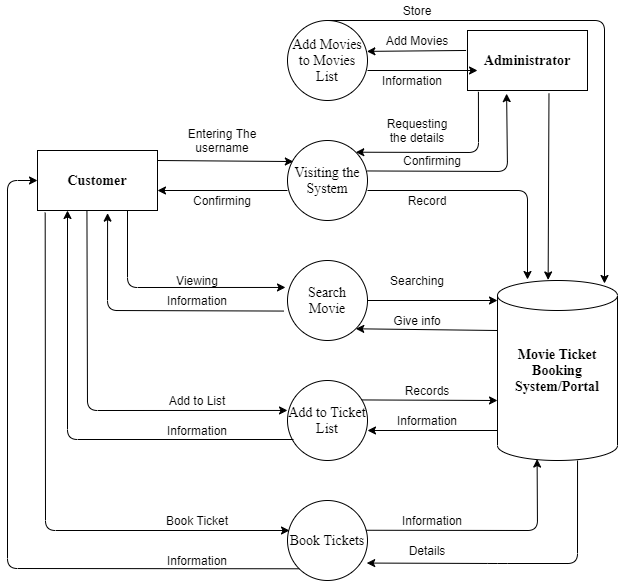 Store
Add Movies
to Movies
List
Add Movies
Information
Administrator
Requesting
the details
Entering The
username
Confirming
Customer
Visiting the
System
Confirming
Record
Viewing
Information
Search
Movie
Searching
Give info
Movie Ticket
Booking
System/Portal
Add to List
Information
Add to Ticket
List
Records
Information
Book Ticket
Information
Book Tickets
Information
Details